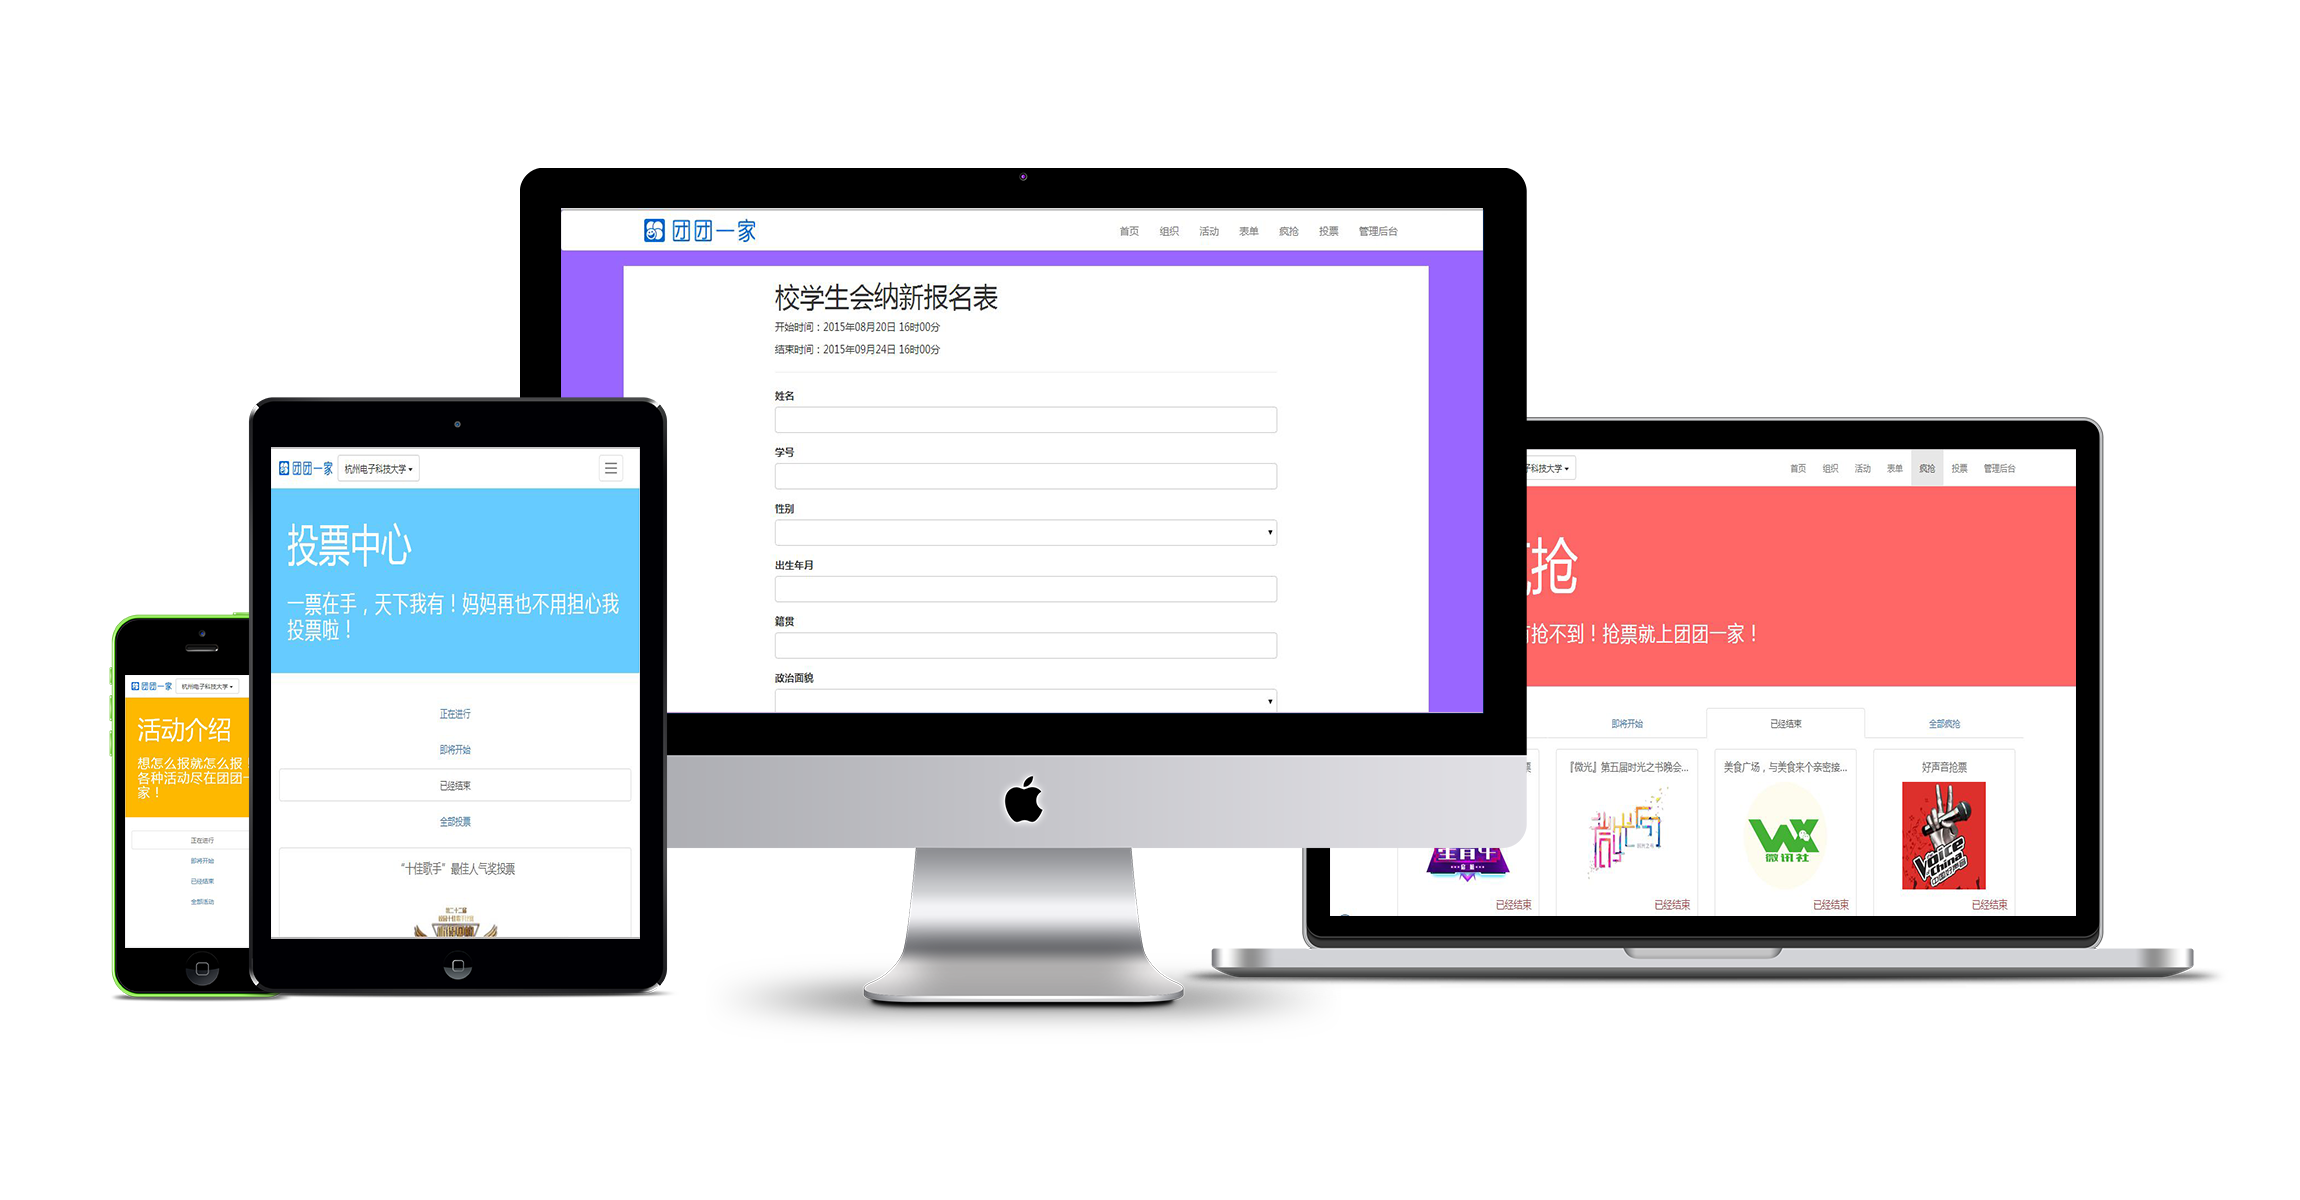 团团一家
首页 组织 活动 表单 疯抢 投票 管理后台
校学生会纳新报名表
开始时间：2015年08月20日 16时00分
结束时间：2015年09月24日 16时00分
姓名
学号
性别
出生年月
籍贯
政治面貌
团团一家 杭州电子科技大学
投票中心
一票在手，天下我有！妈妈再也不用担心我
投票啦！
正在进行
即将开始
已经结束
全部投票
“十佳歌手”最佳人气奖投票
第二十二届
团团一家 杭州电子科技大学
活动介绍
想怎么报就怎么报！
各种活动尽在团团一
家！
正在进行
即将开始
已经结束
全部活动
子科技大学 首页 组织 活动 表单 疯抢 投票 管理后台
抢
抢不到！抢票就上团团一家！
即将开始 已经结束 全部疯抢
票
『微光』第五届时光之书晚会...
美食广场，与美食来个亲密接...
好声音抢票
微讯社
The Voice of China
已经结束 已经结束 已经结束 已经结束